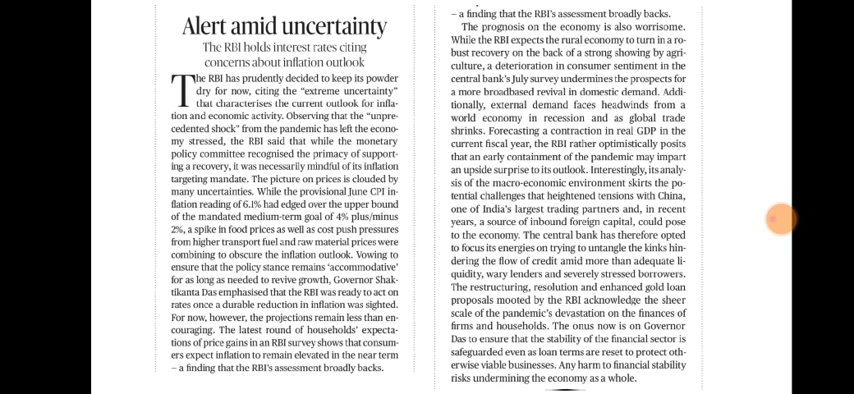 Alert amid uncertainty
The RBI holds interest rates citing
concerns about inflation outlook
The RBI has prudently decided to keep its powder
dry for now, citing the “extreme uncertainty”
that characterises the current outlook for infla-
tion and economic activity. Observing that the “unpre-
cedented shock” from the pandemic has left the econo-
my stressed, the RBI said that while the monetary
policy committee recognised the primacy of support-
ing a recovery, it was necessarily mindful of its inflation
targeting mandate. The picture on prices is clouded by
many uncertainties. While the provisional June CPI in-
flation reading of 6.1% had edged over the upper bound
of the mandated medium-term goal of 4% plus/minus
2%, a spike in food prices as well as cost push pressures
from higher transport fuel and raw material prices were
combining to obscure the inflation outlook. Vowing to
ensure that the policy stance remains ‘accommodative’
for as long as needed to revive growth, Governor Shak-
tikanta Das emphasised that the RBI was ready to act on
rates once a durable reduction in inflation was sighted.
For now, however, the projections remain less than en-
couraging. The latest round of households’ expecta-
tions of price gains in an RBI survey shows that consum-
ers expect inflation to remain elevated in the near term
– a finding that the RBI’s assessment broadly backs.
– a finding that the RBI’s assessment broadly backs.
The prognosis on the economy is also worrisome.
While the RBI expects the rural economy to turn in a ro-
bust recovery on the back of a strong showing by agri-
culture, a deterioration in consumer sentiment in the
central bank’s July survey undermines the prospects for
a more broadbased revival in domestic demand. Addi-
tionally, external demand faces headwinds from a
world economy in recession and as global trade
shrinks. Forecasting a contraction in real GDP in the
current fiscal year, the RBI rather optimistically posits
that an early containment of the pandemic may impart
an upside surprise to its outlook. Interestingly, its analy-
sis of the macro-economic environment skirts the po-
tential challenges that heightened tensions with China,
one of India’s largest trading partners and, in recent
years, a source of inbound foreign capital, could pose
to the economy. The central bank has therefore opted
to focus its energies on trying to untangle the kinks hin-
dering the flow of credit amid more than adequate li-
quidity, wary lenders and severely stressed borrowers.
The restructuring, resolution and enhanced gold loan
proposals mooted by the RBI acknowledge the sheer
scale of the pandemic’s devastation on the finances of
firms and households. The onus now is on Governor
Das to ensure that the stability of the financial sector is
safeguarded even as loan terms are reset to protect oth-
erwise viable businesses. Any harm to financial stability
risks undermining the economy as a whole.